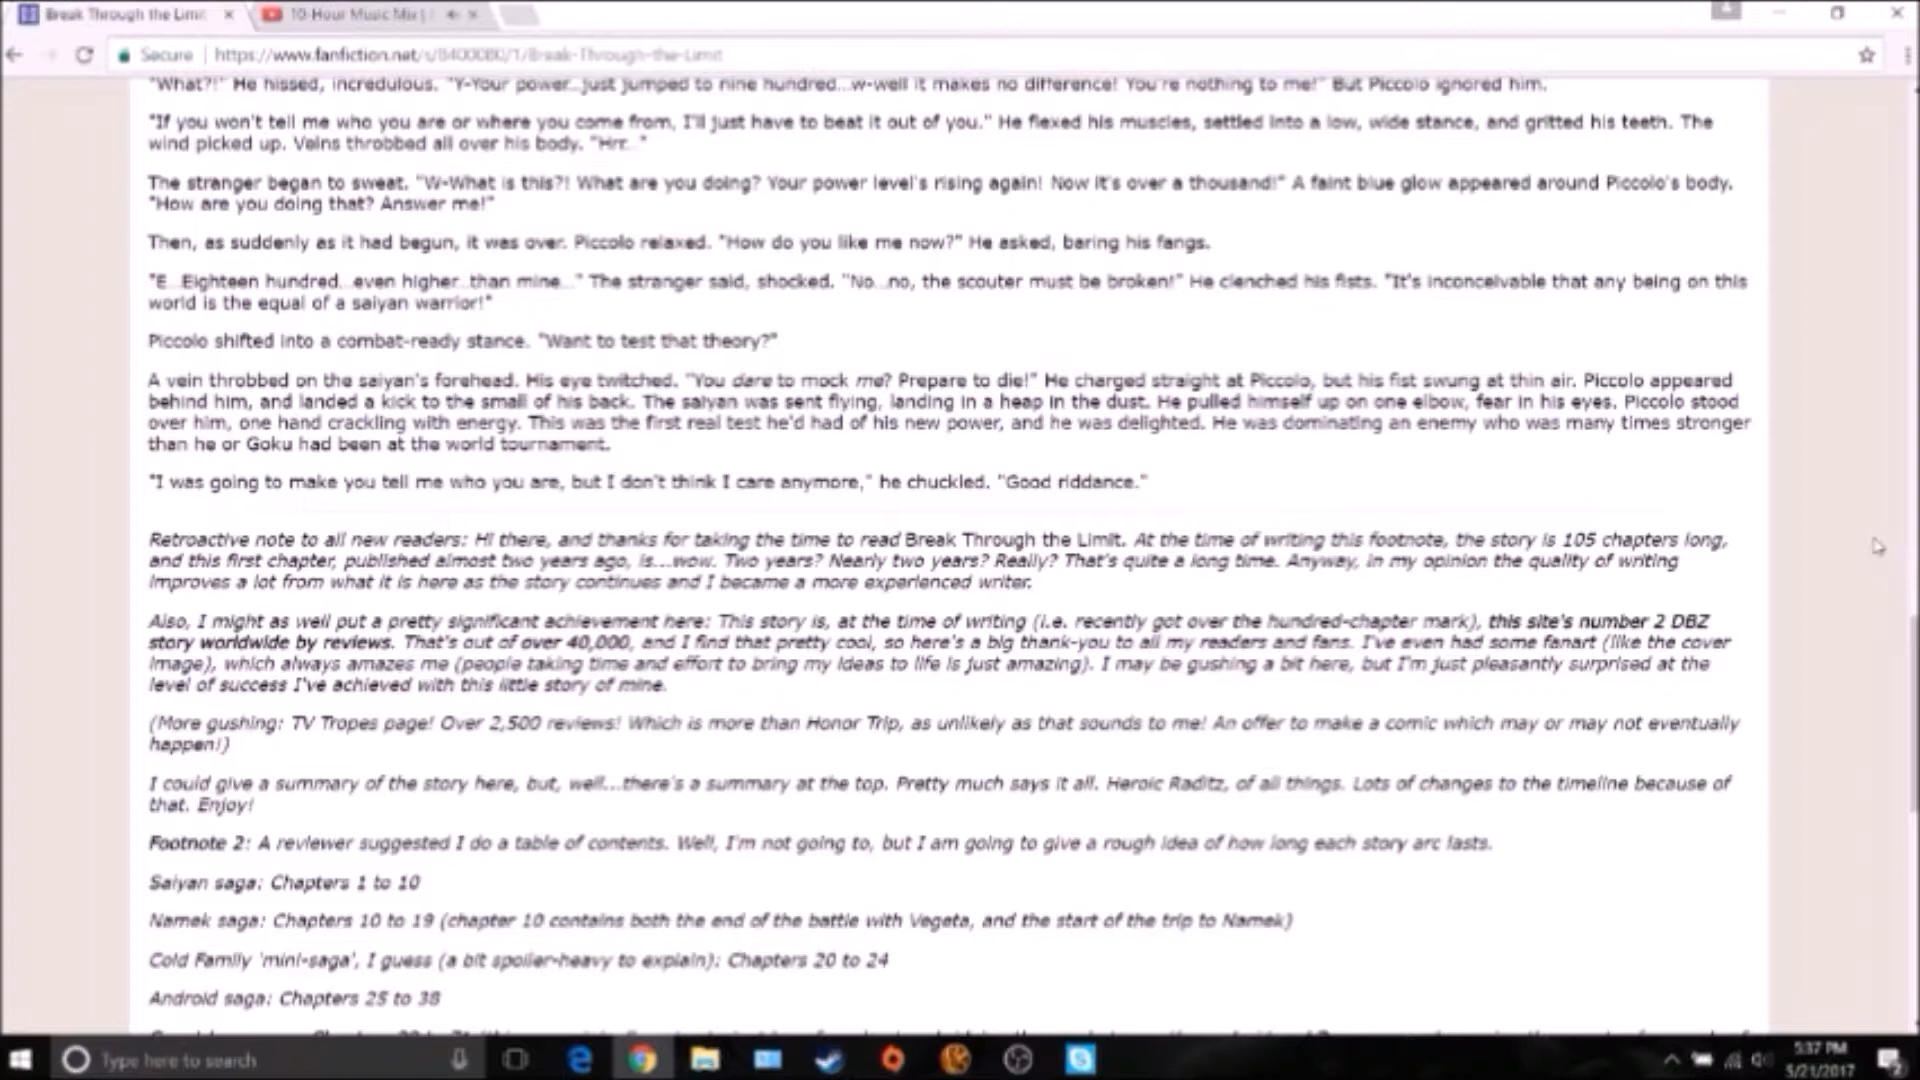 Break Through the Limit
10-Hour Music Mix |
Secure | https://www.fanfiction.net/s/8400080/1/Break-Through-the-Limit
"What?!" He hissed, incredulous. "Y-Your power...just jumped to nine hundred...w-well it makes no difference! You're nothing to me!" But Piccolo ignored him.
"If you won't tell me who you are or where you come from, I'll just have to beat it out of you." He flexed his muscles, settled into a low, wide stance, and gritted his teeth. The
wind picked up. Veins throbbed all over his body. "Hrr..."
The stranger began to sweat. "W-What is this?! What are you doing? Your power level's rising again! Now it's over a thousand!" A faint blue glow appeared around Piccolo's body.
"How are you doing that? Answer me!"
Then, as suddenly as it had begun, it was over. Piccolo relaxed. "How do you like me now?" He asked, baring his fangs.
"E...Eighteen hundred...even higher...than mine..." The stranger said, shocked. "No...no, the scouter must be broken!" He clenched his fists. "It's inconceivable that any being on this
world is the equal of a saiyan warrior!"
Piccolo shifted into a combat-ready stance. "Want to test that theory?"
A vein throbbed on the saiyan's forehead. His eye twitched. "You dare to mock me? Prepare to die!" He charged straight at Piccolo, but his fist swung at thin air. Piccolo appeared
behind him, and landed a kick to the small of his back. The saiyan was sent flying, landing in a heap in the dust. He pulled himself up on one elbow, fear in his eyes. Piccolo stood
over him, one hand crackling with energy. This was the first real test he'd had of his new power, and he was delighted. He was dominating an enemy who was many times stronger
than he or Goku had been at the world tournament.
"I was going to make you tell me who you are, but I don't think I care anymore," he chuckled. "Good riddance."
Retroactive note to all new readers: Hi there, and thanks for taking the time to read Break Through the Limit. At the time of writing this footnote, the story is 105 chapters long,
and this first chapter, published almost two years ago, is...wow. Two years? Nearly two years? Really? That's quite a long time. Anyway, in my opinion the quality of writing
improves a lot from what it is here as the story continues and I became a more experienced writer.
Also, I might as well put a pretty significant achievement here: This story is, at the time of writing (i.e. recently got over the hundred-chapter mark), this site's number 2 DBZ
story worldwide by reviews. That's out of over 40,000, and I find that pretty cool, so here's a big thank-you to all my readers and fans. I've even had some fanart (like the cover
image), which always amazes me (people taking time and effort to bring my ideas to life is just amazing). I may be gushing a bit here, but I'm just pleasantly surprised at the
level of success I've achieved with this little story of mine.
(More gushing: TV Tropes page! Over 2,500 reviews! Which is more than Honor Trip, as unlikely as that sounds to me! An offer to make a comic which may or may not eventually
happen!)
I could give a summary of the story here, but, well...there's a summary at the top. Pretty much says it all. Heroic Raditz, of all things. Lots of changes to the timeline because of
that. Enjoy!
Footnote 2: A reviewer suggested I do a table of contents. Well, I'm not going to, but I am going to give a rough idea of how long each story arc lasts.
Saiyan saga: Chapters 1 to 10
Namek saga: Chapters 10 to 19 (chapter 10 contains both the end of the battle with Vegeta, and the start of the trip to Namek)
Cold Family 'mini-saga', I guess (a bit spoiler-heavy to explain): Chapters 20 to 24
Android saga: Chapters 25 to 38
Type here to search
5:37 PM
5/21/2017